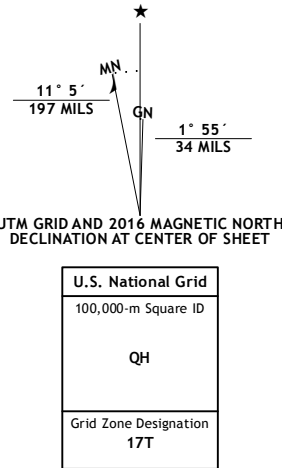 ★
MN
11° 5´
197 MILS
GN
1° 55´
34 MILS
UTM GRID AND 2016 MAGNETIC NORTH
DECLINATION AT CENTER OF SHEET
U.S. National Grid
100,000-m Square ID
QH
Grid Zone Designation
17T